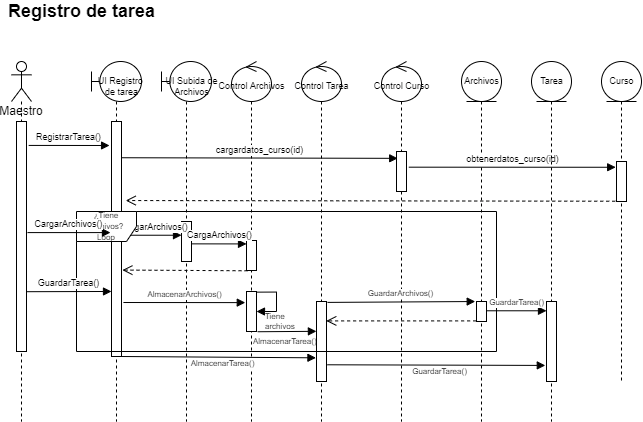 Registro de tarea
Maestro
UI Registro
de tarea
UI Subida de
Archivos
Control Archivos
Control Tarea
Control Curso
Archivos
Tarea
Curso
RegistrarTarea()
cargardatos_curso(id)
obtenerdatos_curso(id)
¿Tiene
Loop
CargarArchivos()
CargaArchivos()
GuardarTarea()
AlmacenarArchivos()
GuardarArchivos()
GuardarTarea()
Tiene
archivos
AlmacenarTarea()
AlmacenarTarea()
GuardarTarea()